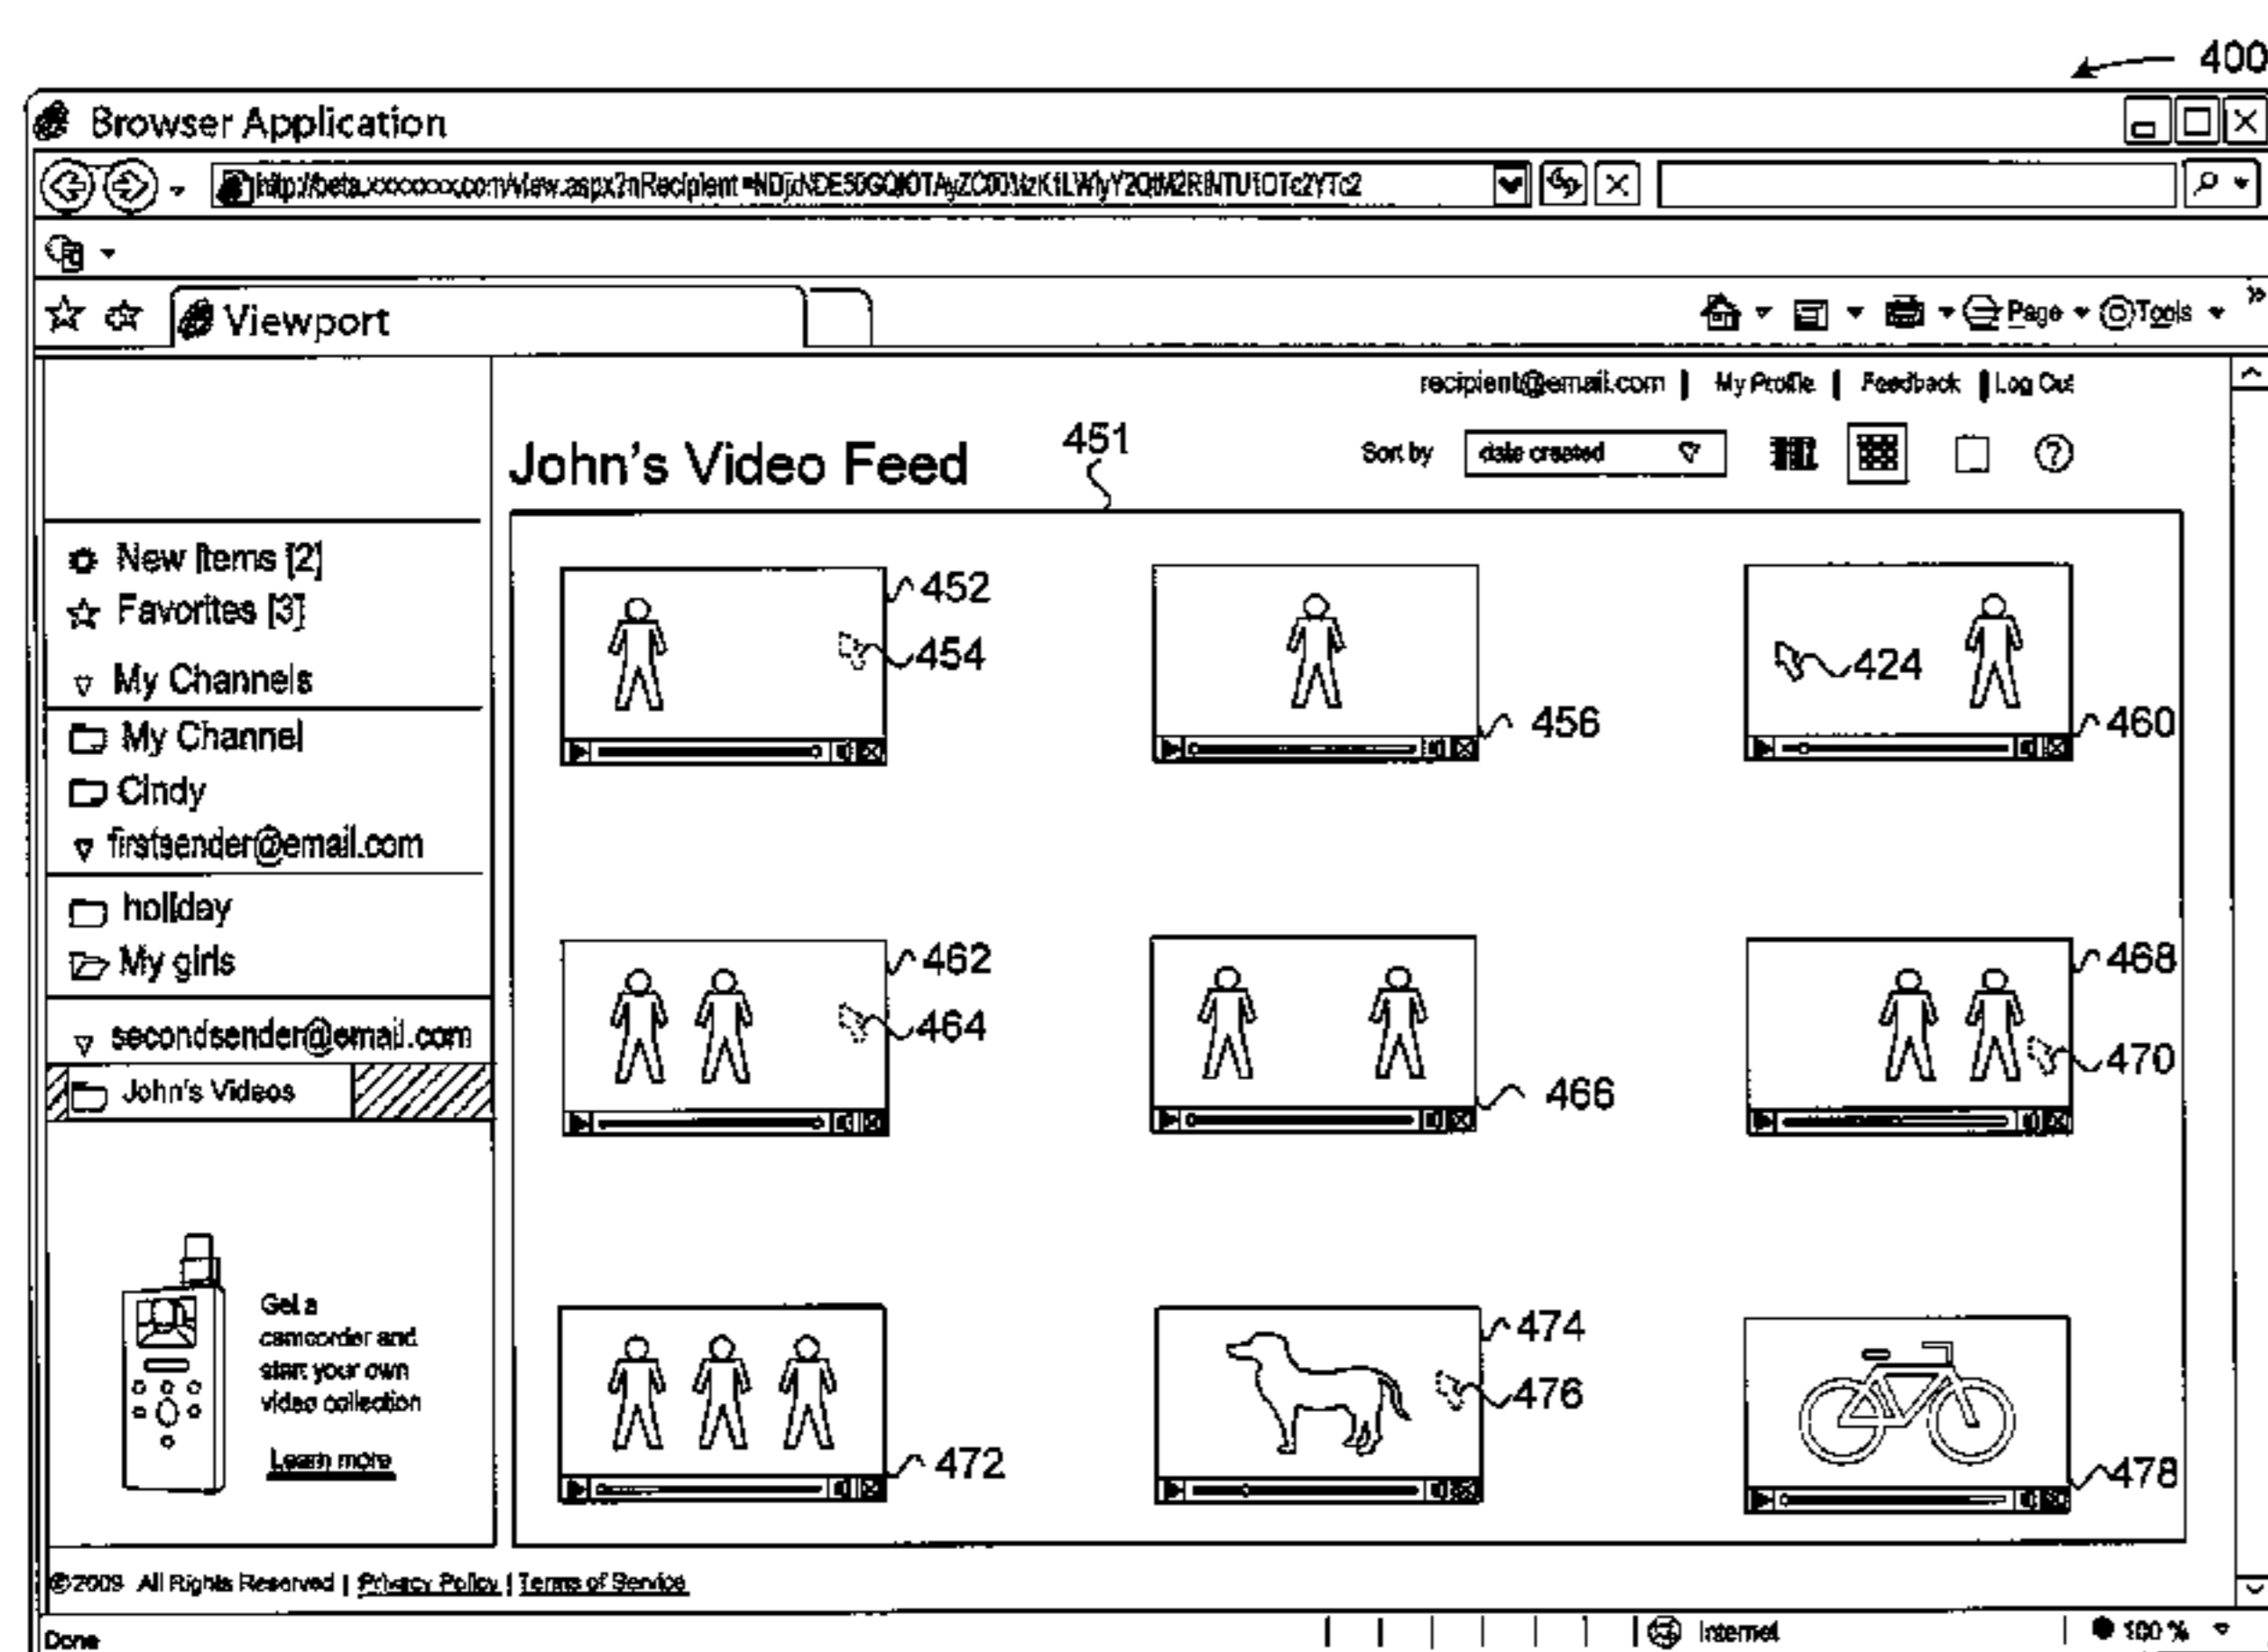 400
Browser Application
Viewport
Page
Tools
recipient@email.com | My Profile | Feedback | Log Out
John's Video Feed
451
Sort by
date created
New Items [2]
Favorites [3]
My Channels
My Channel
Cindy
firstsender@email.com
holiday
My girls
secondsender@email.com
John's Videos
452
454
456
424
460
462
464
466
468
470
472
474
476
478
Get a
camcorder and
start your own
video collection
Learn more
©2009 All Rights Reserved | Privacy Policy | Terms of Service
Done
Internet
100 %